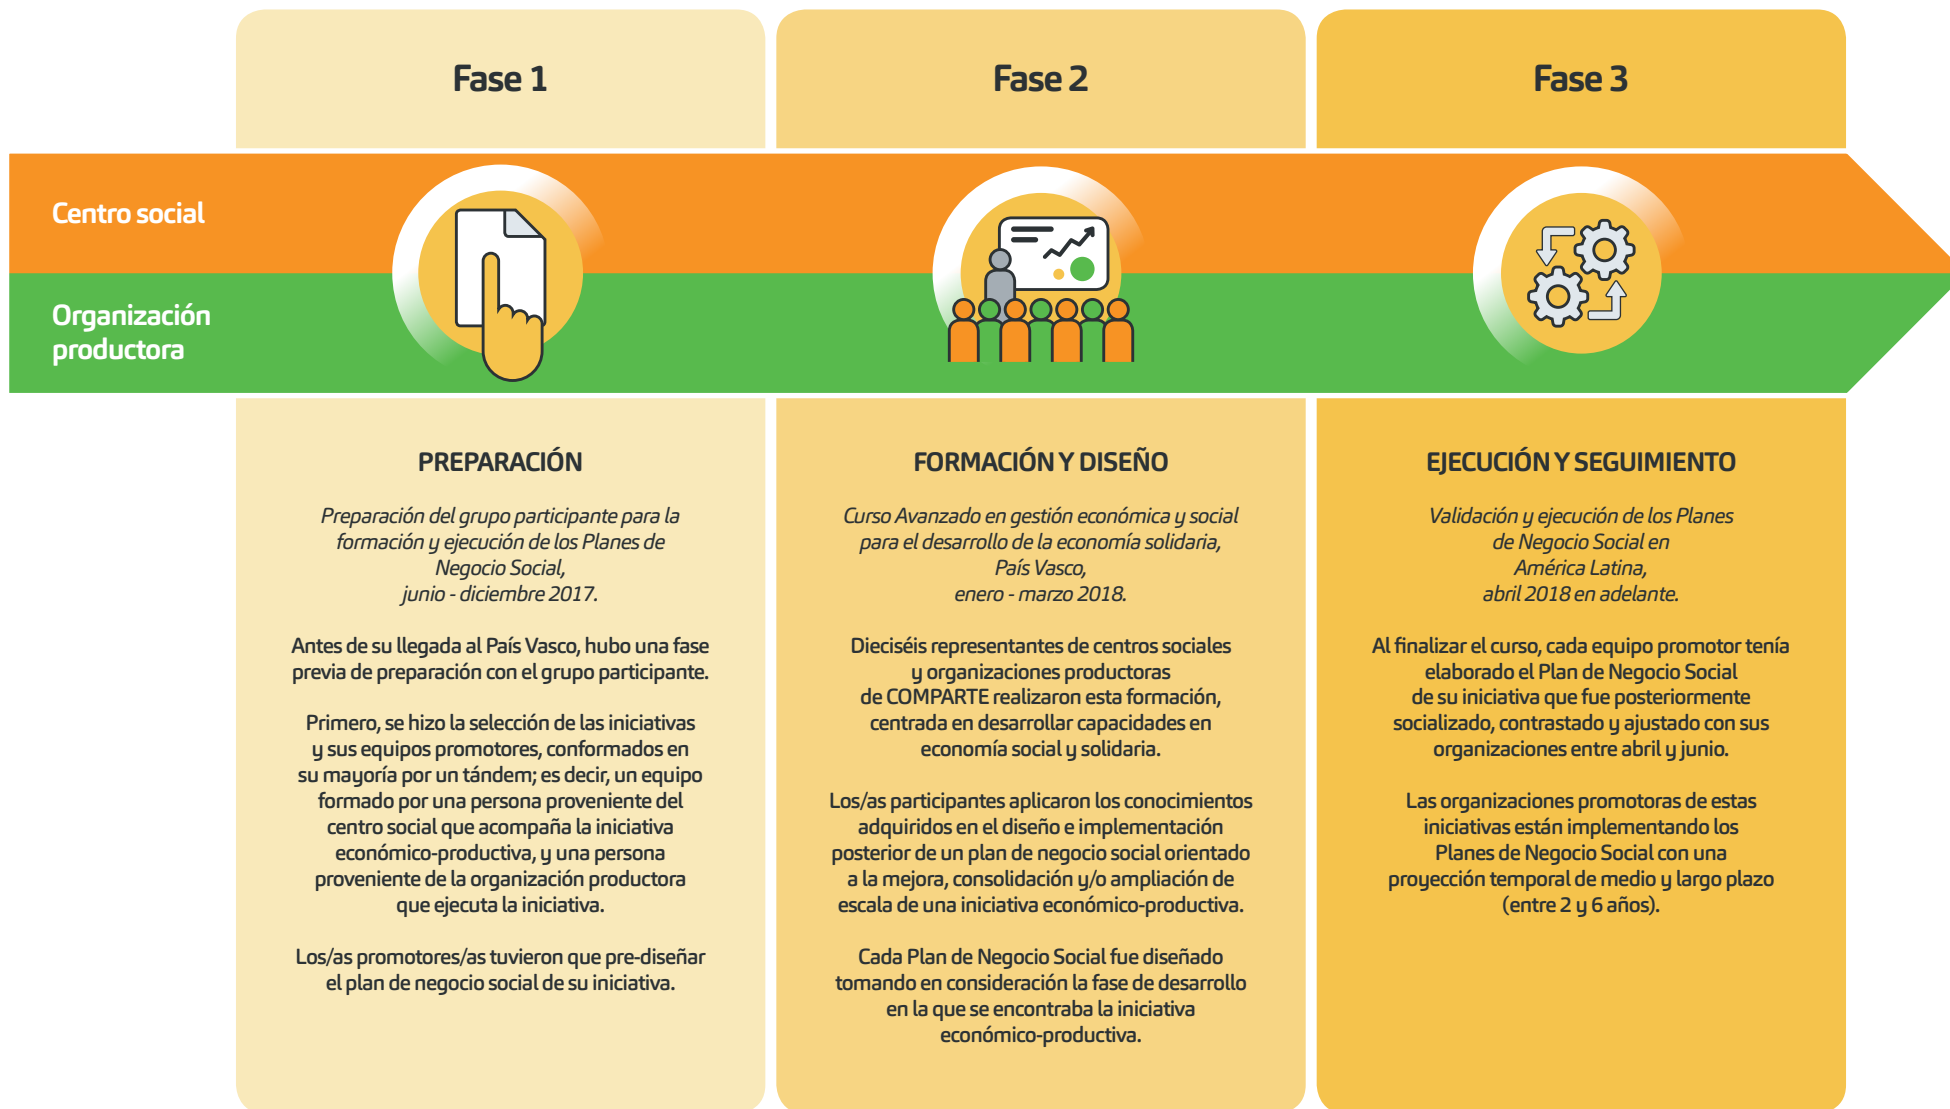 Fase 1
Fase 2
Fase 3
Centro social
Organización
productora
PREPARACIÓN
Preparación del grupo participante para la
formación y ejecución de los Planes de
Negocio Social,
junio - diciembre 2017.
Antes de su llegada al País Vasco, hubo una fase
previa de preparación con el grupo participante.
Primero, se hizo la selección de las iniciativas
y sus equipos promotores, conformados en
su mayoría por un tándem; es decir, un equipo
formado por una persona proveniente del
centro social que acompaña la iniciativa
económico-productiva, y una persona
proveniente de la organización productora
que ejecuta la iniciativa.
Los/as promotores/as tuvieron que pre-diseñar
el plan de negocio social de su iniciativa.
FORMACIÓN Y DISEÑO
Curso Avanzado en gestión económica y social
para el desarrollo de la economía solidaria,
País Vasco,
enero - marzo 2018.
Dieciséis representantes de centros sociales
y organizaciones productoras
de COMPARTE realizaron esta formación,
centrada en desarrollar capacidades en
economía social y solidaria.
Los/as participantes aplicaron los conocimientos
adquiridos en el diseño e implementación
posterior de un plan de negocio social orientado
a la mejora, consolidación y/o ampliación de
escala de una iniciativa económico-productiva.
Cada Plan de Negocio Social fue diseñado
tomando en consideración la fase de desarrollo
en la que se encontraba la iniciativa
económico-productiva.
EJECUCIÓN Y SEGUIMIENTO
Validación y ejecución de los Planes
de Negocio Social en
América Latina,
abril 2018 en adelante.
Al finalizar el curso, cada equipo promotor tenía
elaborado el Plan de Negocio Social
de su iniciativa que fue posteriormente
socializado, contrastado y ajustado con sus
organizaciones entre abril y junio.
Las organizaciones promotoras de estas
iniciativas están implementando los
Planes de Negocio Social con una
proyección temporal de medio y largo plazo
(entre 2 y 6 años).